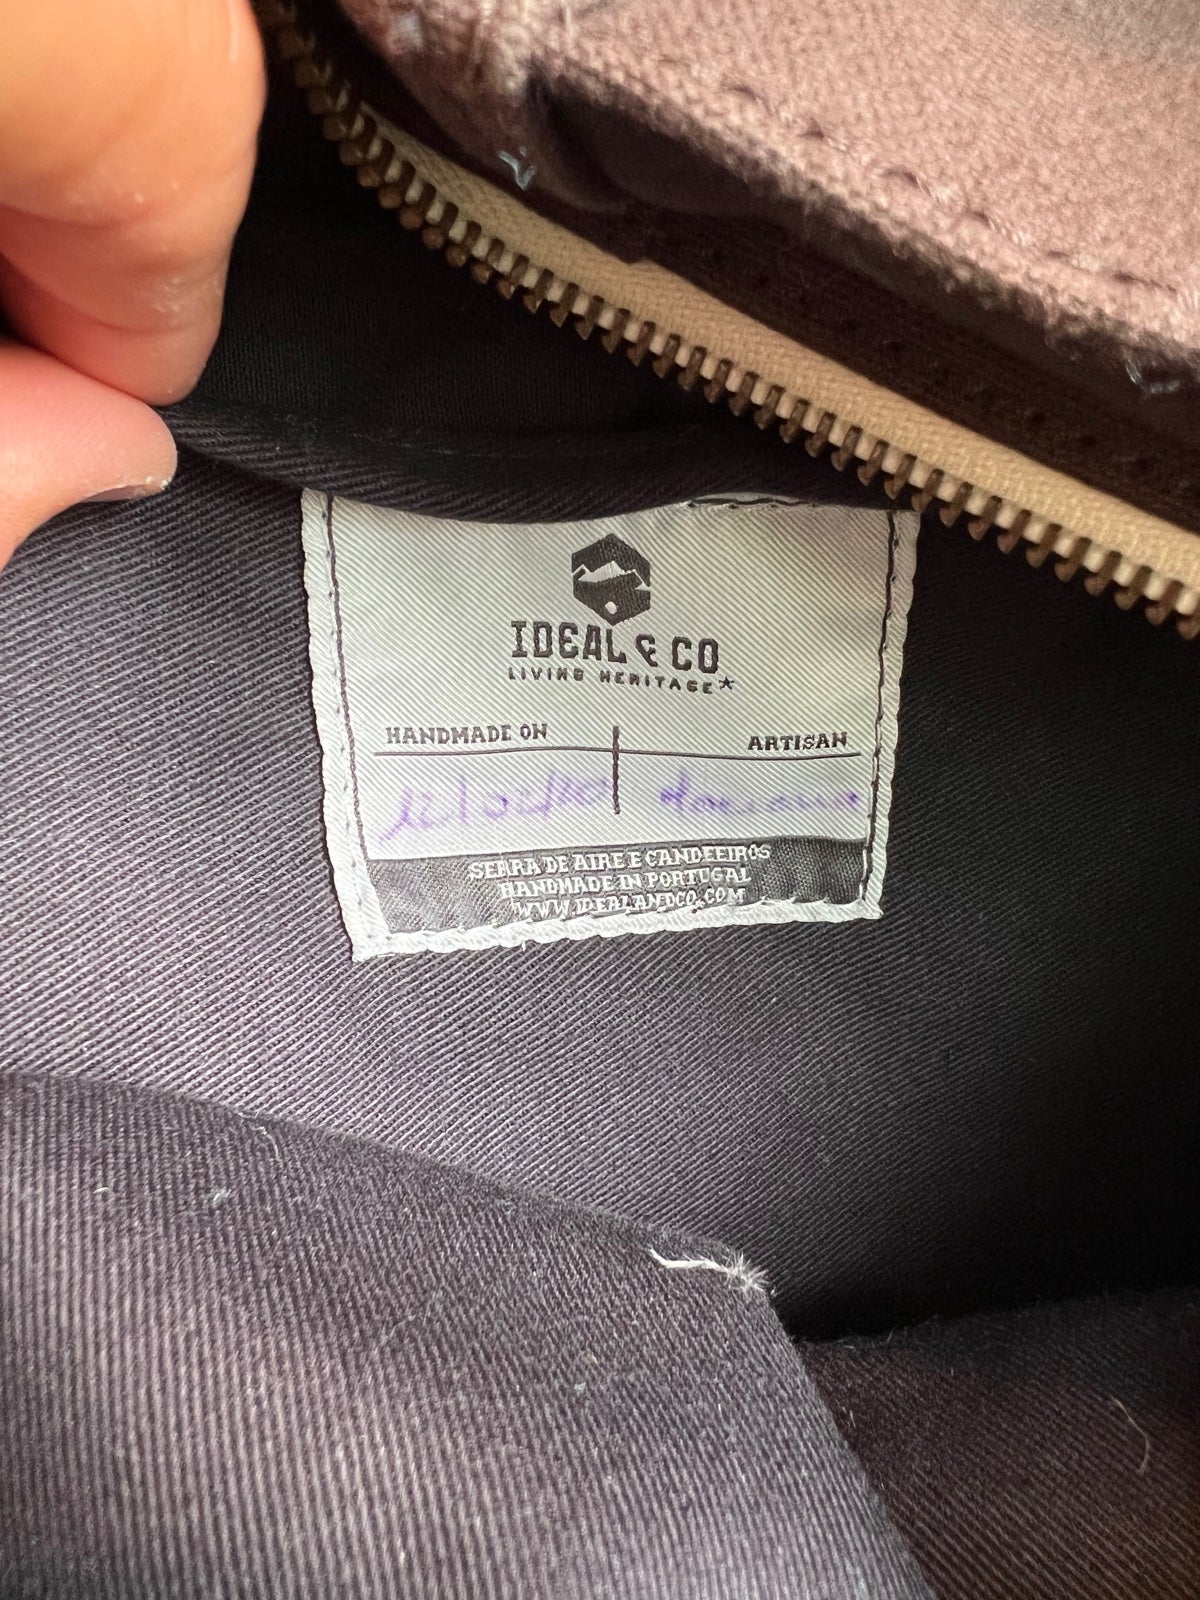 IDEAL & CO
LIVING HERITAGE*
HANDMADE ON
ARTISAN
SERRA DE AIRE E CANDEEIROS
HANDMADE IN PORTUGAL
WWW.IDEALANDCO.COM